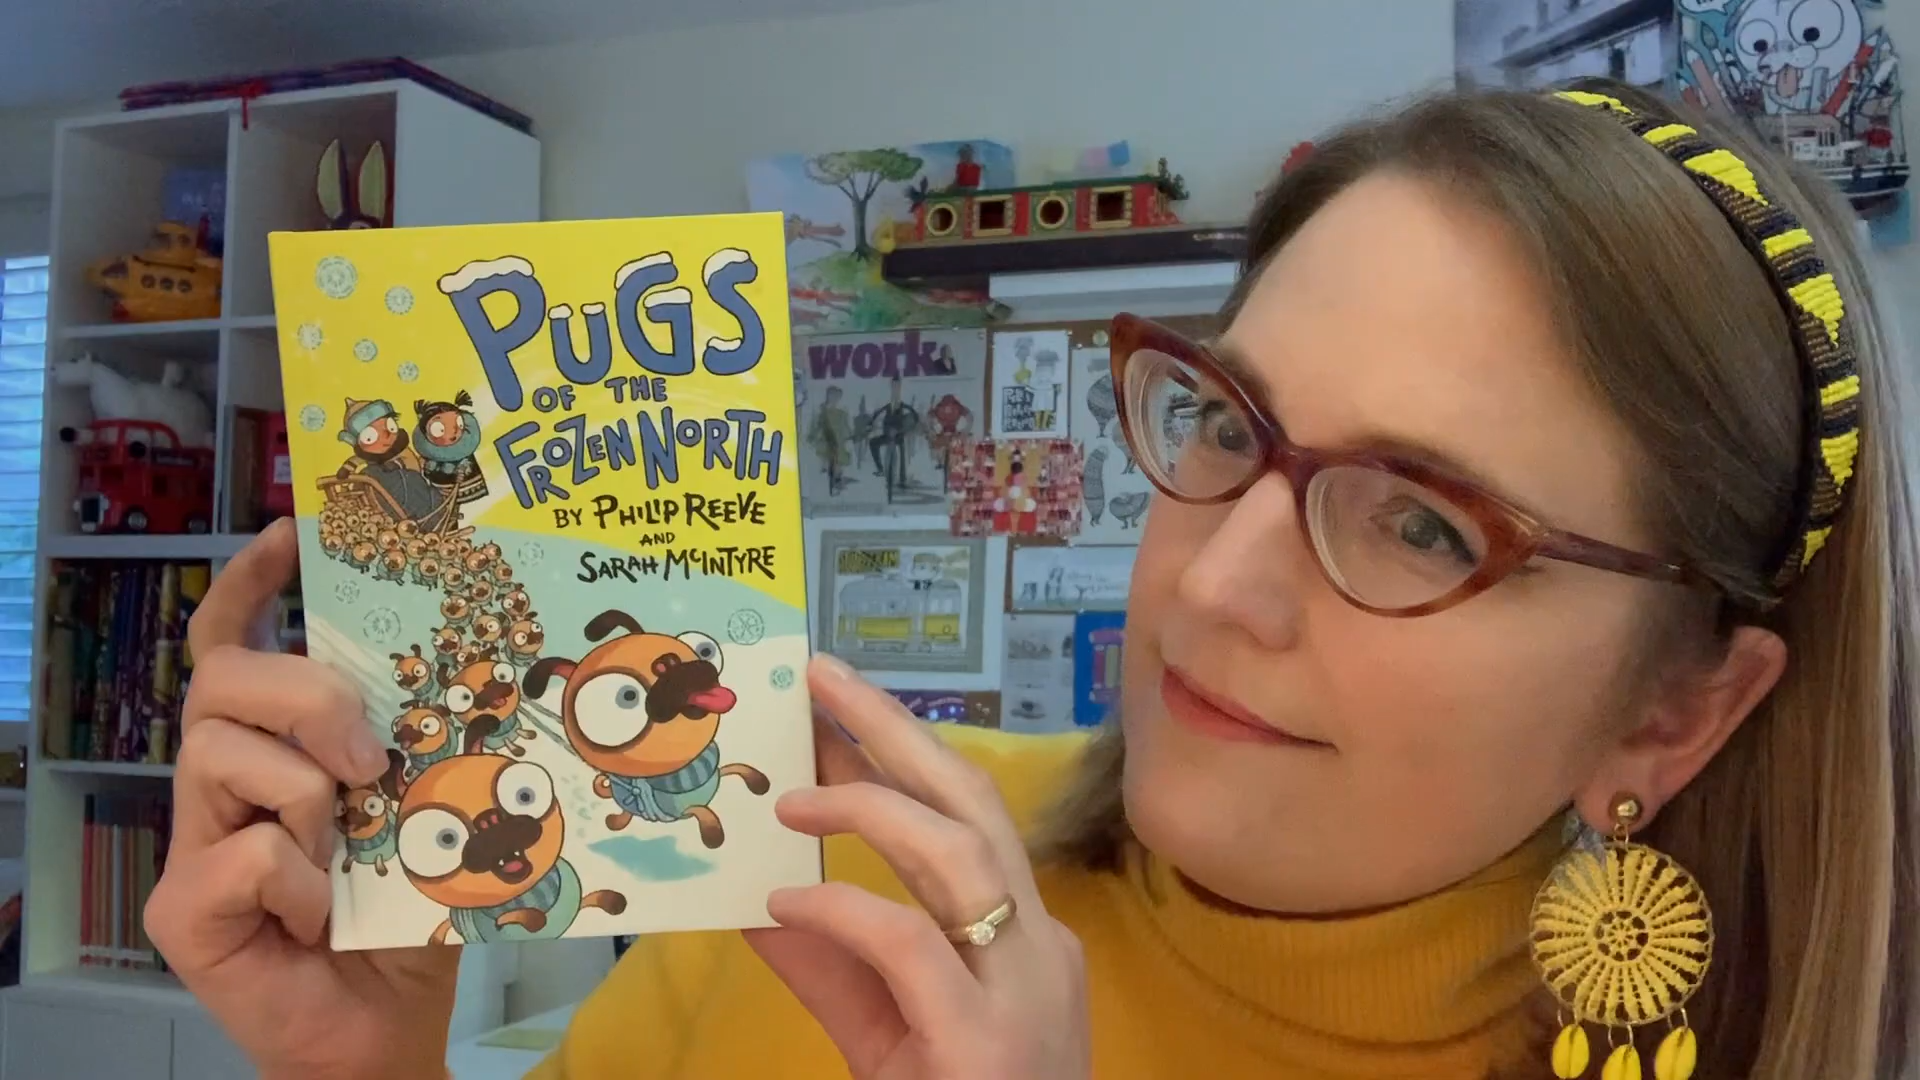 PUGS
OF THE
FROZEN NORTH
BY PHILIP REEVE
AND
SARAH MCINTYRE
work